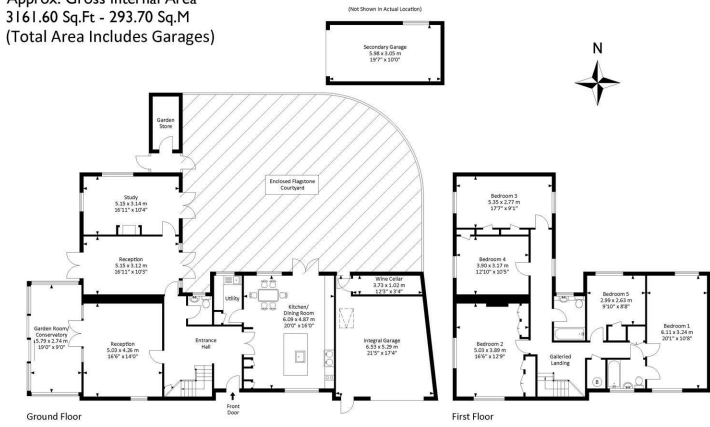 Approx. Gross Internal Area
3161.60 Sq.Ft - 293.70 Sq.M
(Total Area Includes Garages)
(Not Shown In Actual Location)
Secondary Garage
5.98 x 3.05 m
19'7" x 10'0"
N
Garden
Store
Enclosed Flagstone
Courtyard
Study
5.15 x 3.14 m
16'11" x 10'4"
Reception
5.15 x 3.12 m
16'11" x 10'3"
Garden Room/
Conservatory
5.79 x 2.74 m
19'0" x 9'0"
Reception
5.03 x 4.26 m
16'6" x 14'0"
Utility
Entrance
Hall
Kitchen/
Dining Room
6.09 x 4.87 m
20'0" x 16'0"
Wine Cellar
3.73 x 1.02 m
12'3" x 3'4"
Integral Garage
6.53 x 5.29 m
21'5" x 17'4"
Front
Door
Ground Floor
Bedroom 3
5.35 x 2.77 m
17'7" x 9'1"
Bedroom 4
3.90 x 3.17 m
12'10" x 10'5"
Bedroom 5
2.99 x 2.63 m
9'10" x 8'8"
Bedroom 1
6.11 x 3.24 m
20'1" x 10'8"
Bedroom 2
5.03 x 3.89 m
16'6" x 12'9"
Galleried
Landing
B
First Floor